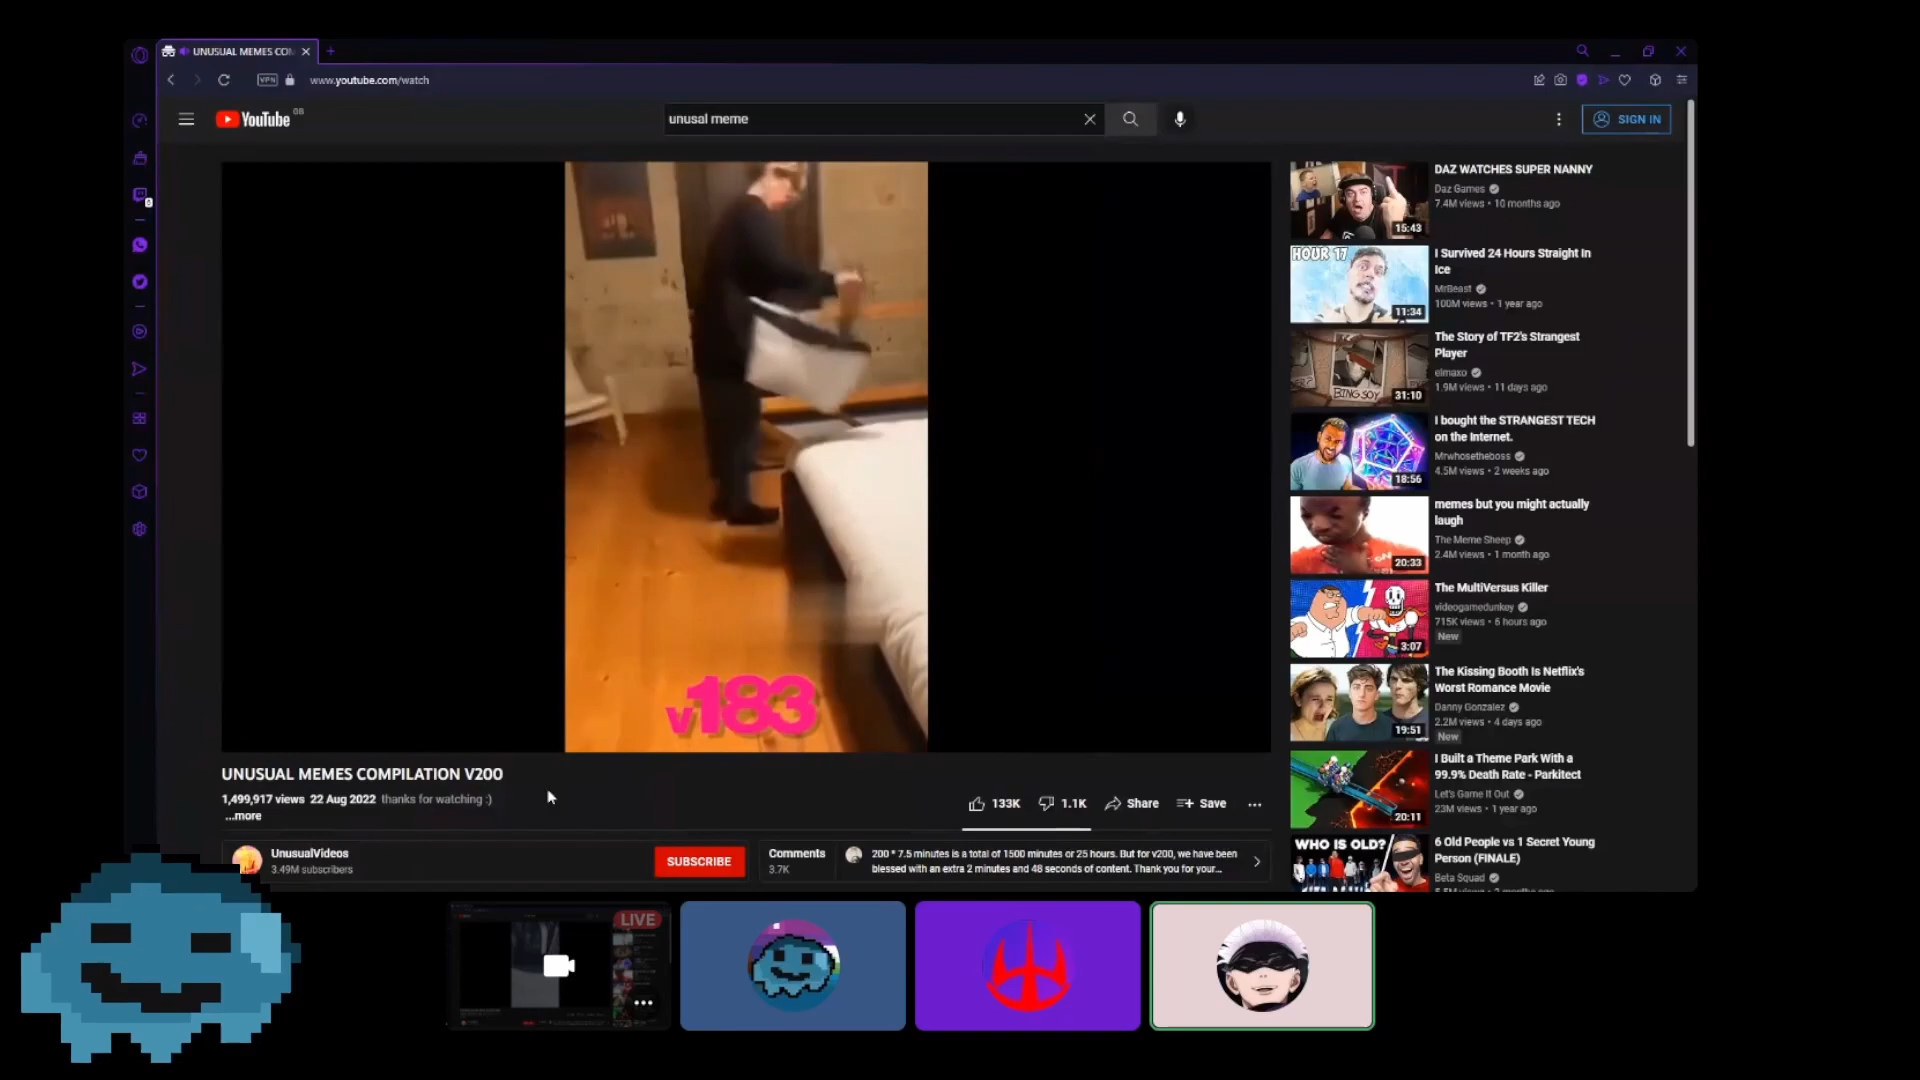 UNUSUAL MEMES COM
VPN
www.youtube.com/watch
YouTube GB
unusal meme
SIGN IN
v183
UNUSUAL MEMES COMPILATION V200
1,499,917 views 22 Aug 2022 thanks for watching :)
...more
133K
1.1K
Share
Save
UnusualVideos
3.49M subscribers
SUBSCRIBE
Comments
3.7K
200 * 7.5 minutes is a total of 1500 minutes or 25 hours. But for v200, we have been
blessed with an extra 2 minutes and 48 seconds of content. Thank you for your...
15:43
DAZ WATCHES SUPER NANNY
Daz Games
7.4M views • 10 months ago
HOUR 17
11:34
I Survived 24 Hours Straight In
Ice
MrBeast
100M views • 1 year ago
BING SOY
31:10
The Story of TF2's Strangest
Player
elmaxo
1.9M views • 11 days ago
18:56
I bought the STRANGEST TECH
on the Internet.
Mrwhosetheboss
4.5M views • 2 weeks ago
20:33
memes but you might actually
laugh
The Meme Sheep
2.4M views • 1 month ago
3:07
The MultiVersus Killer
videogamedunkey
715K views • 6 hours ago
New
19:51
The Kissing Booth Is Netflix's
Worst Romance Movie
Danny Gonzalez
2.2M views • 4 days ago
New
20:11
I Built a Theme Park With a
99.9% Death Rate - Parkitect
Let's Game It Out
23M views • 1 year ago
WHO IS OLD?
6 Old People vs 1 Secret Young
Person (FINALE)
Beta Squad
LIVE